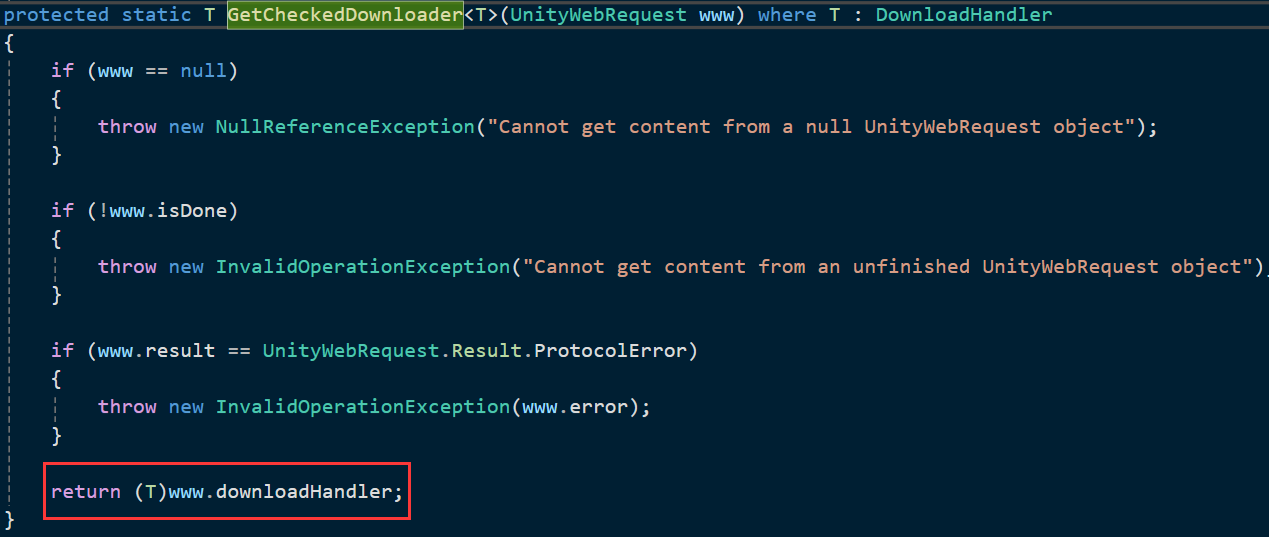 protected static T GetCheckedDownloader<T>(UnityWebRequest www) where T : DownloadHandler
{
if (www == null)
{
throw new NullReferenceException("Cannot get content from a null UnityWebRequest object");
}
if (!www.isDone)
{
throw new InvalidOperationException("Cannot get content from an unfinished UnityWebRequest object");
}
if (www.result == UnityWebRequest.Result.ProtocolError)
{
throw new InvalidOperationException(www.error);
}
return (T)www.downloadHandler;
}